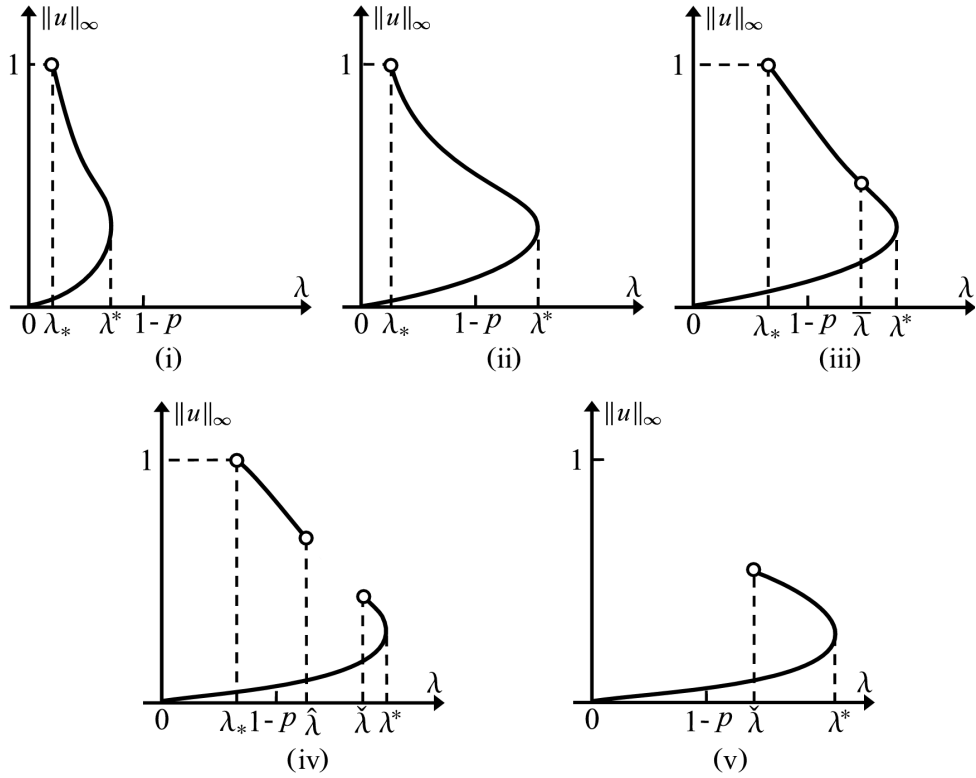 ‖u‖∞ ‖u‖∞ ‖u‖∞
1 1 1
λ λ λ
0 λ* λ* 1-p 0 λ* 1-p λ* 0 λ* 1-p λ̅ λ*
(i) (ii) (iii)
‖u‖∞ ‖u‖∞
1 1
λ λ
0 λ* 1-p λ̂ λ̌ λ* 0 1-p λ̌ λ*
(iv) (v)